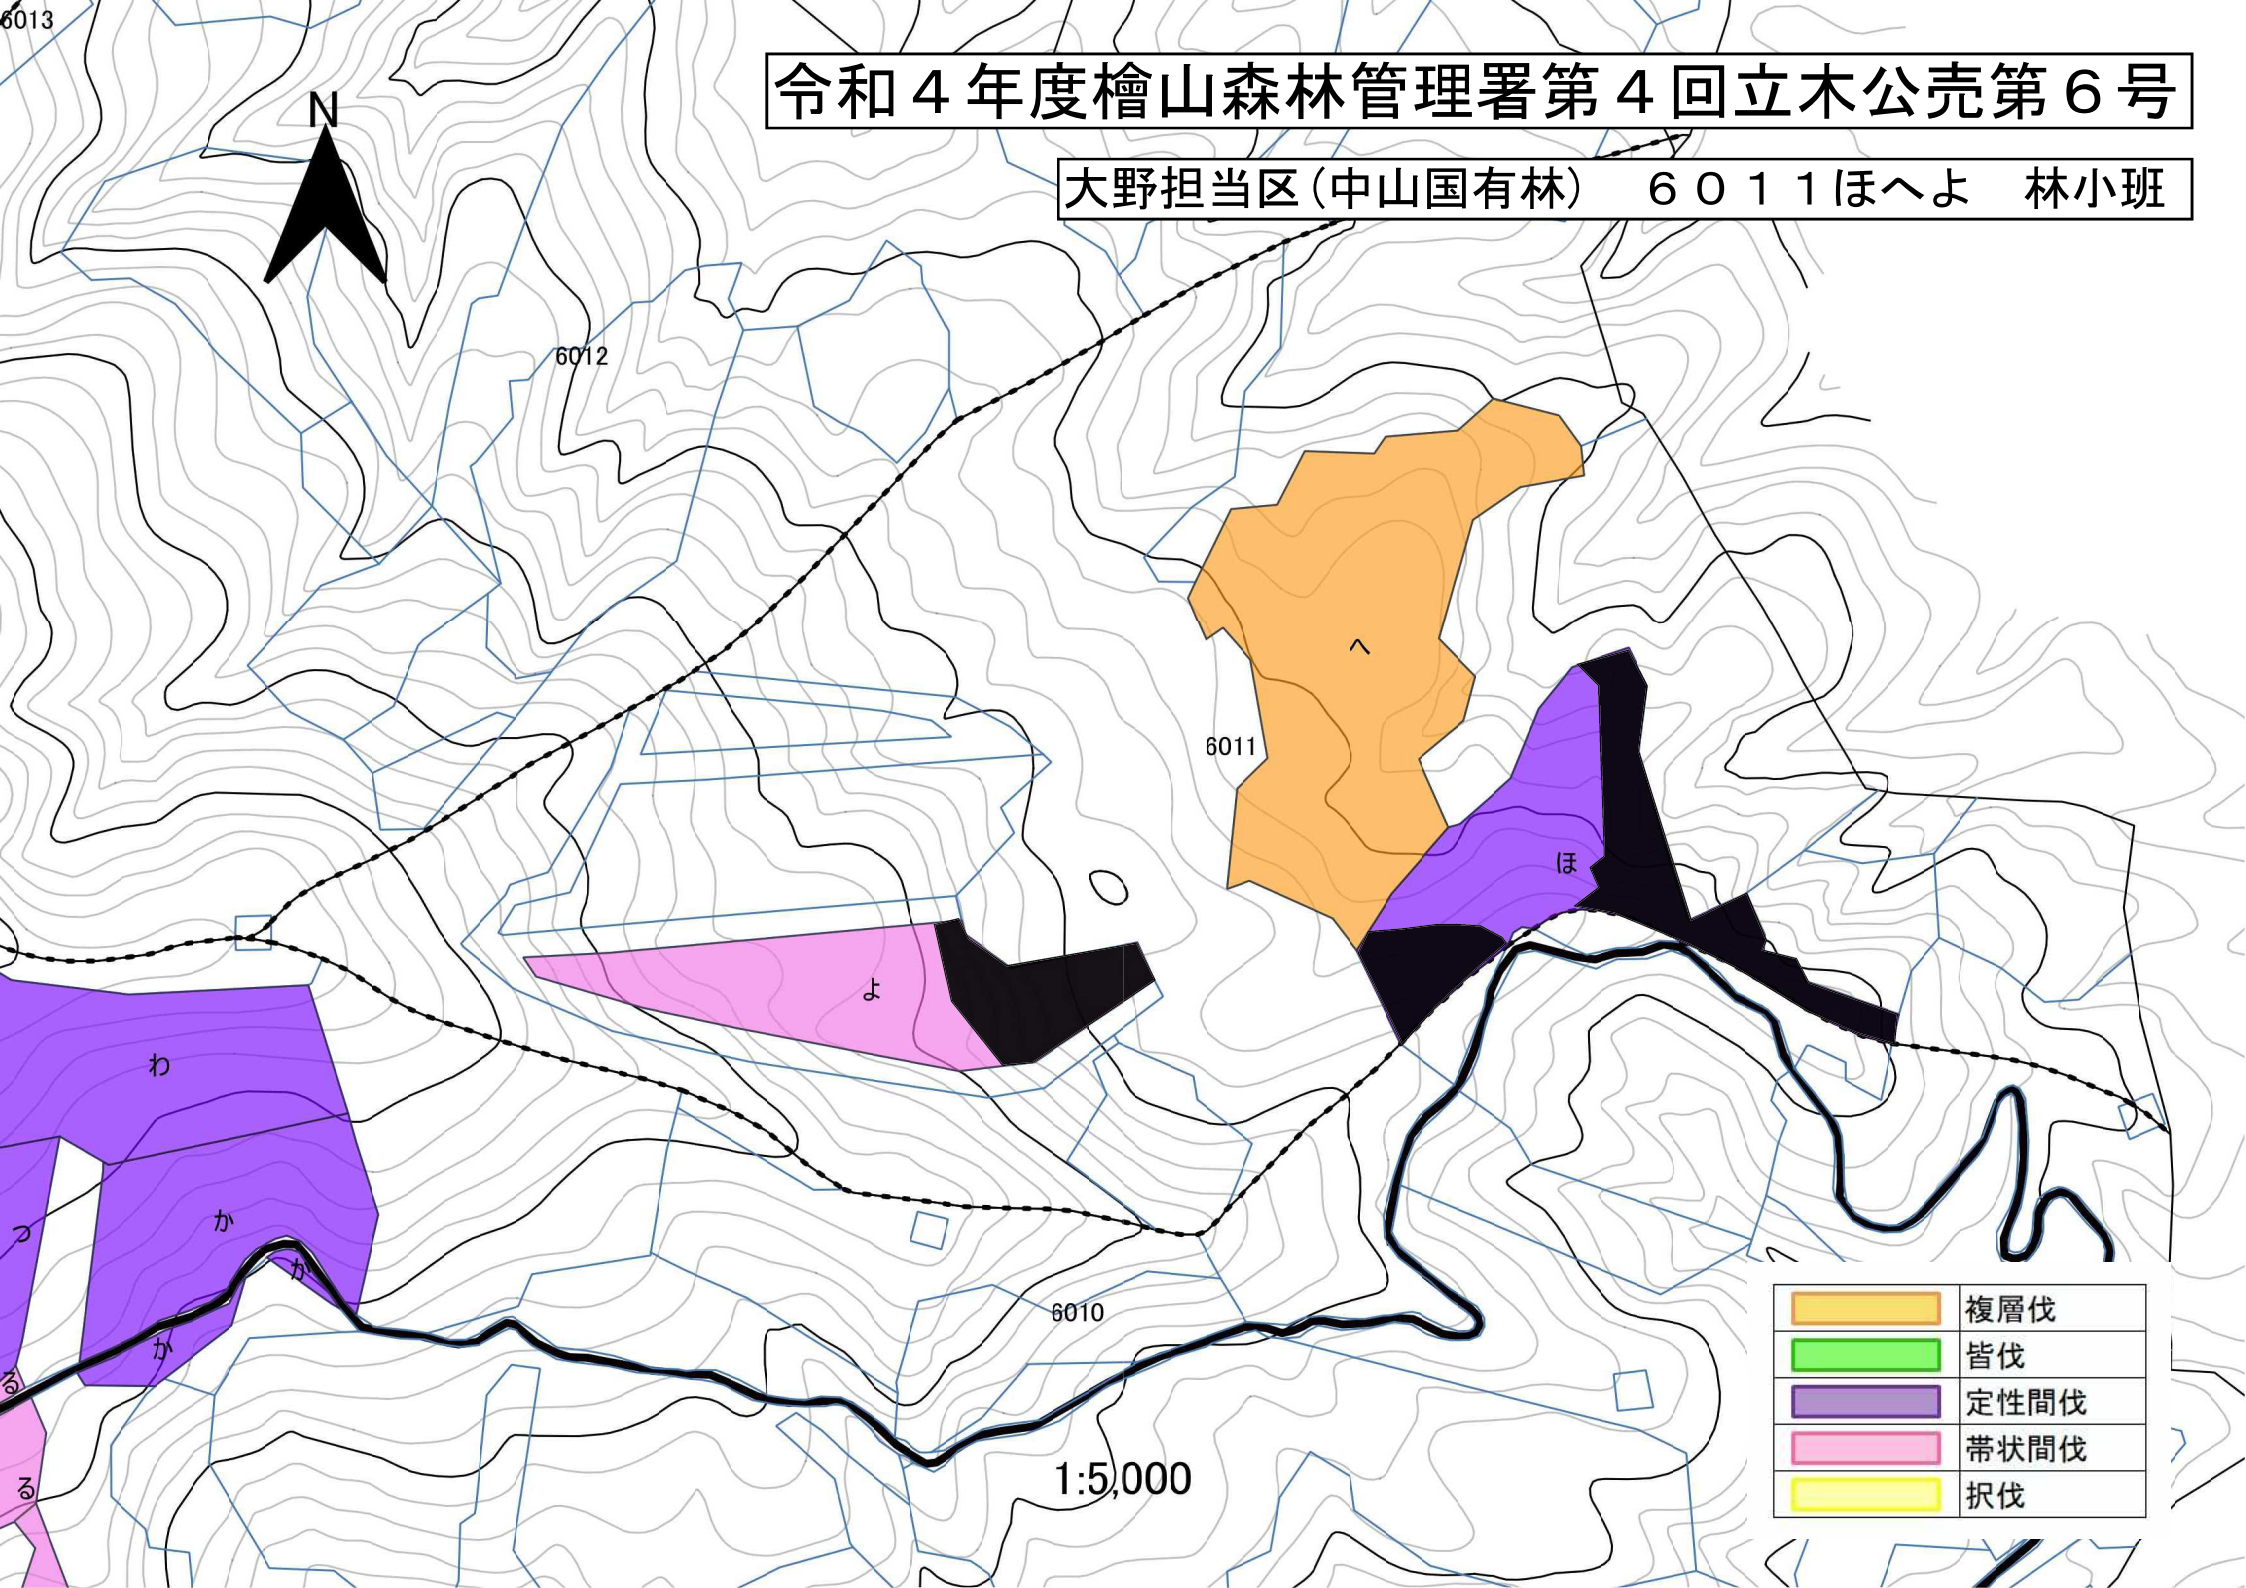 6013
令和４年度檜山森林管理署第４回立木公売第６号
N
大野担当区(中山国有林)　６０１１ほへよ　林小班
6012
へ
6011
ほ
よ
わ
か
つ
か
6010
か
る
る
1:5,000
複層伐
皆伐
定性間伐
帯状間伐
択伐